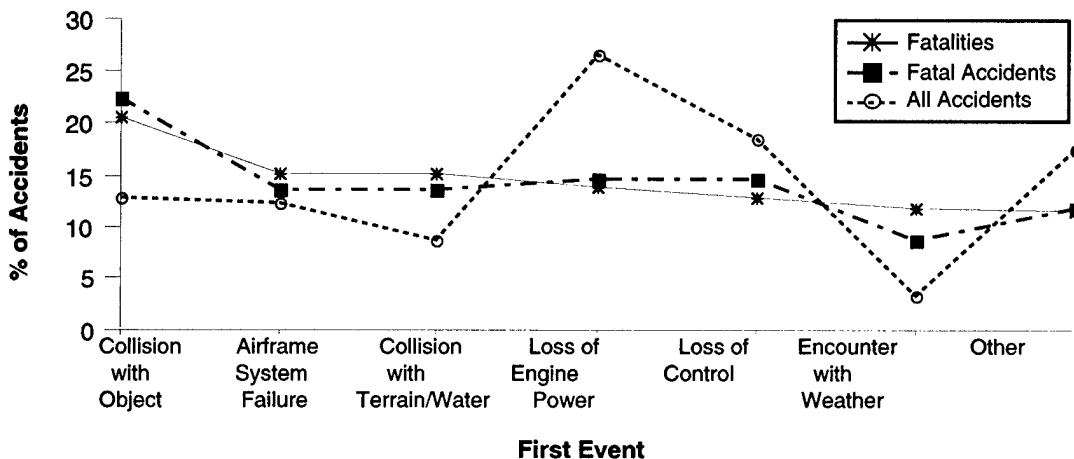 30
25
20
15
10
5
0
% of Accidents
Fatalities
Fatal Accidents
All Accidents
Collision with Object
Airframe System Failure
Collision with Terrain/Water
Loss of Engine Power
Loss of Control
Encounter with Weather
Other
First Event